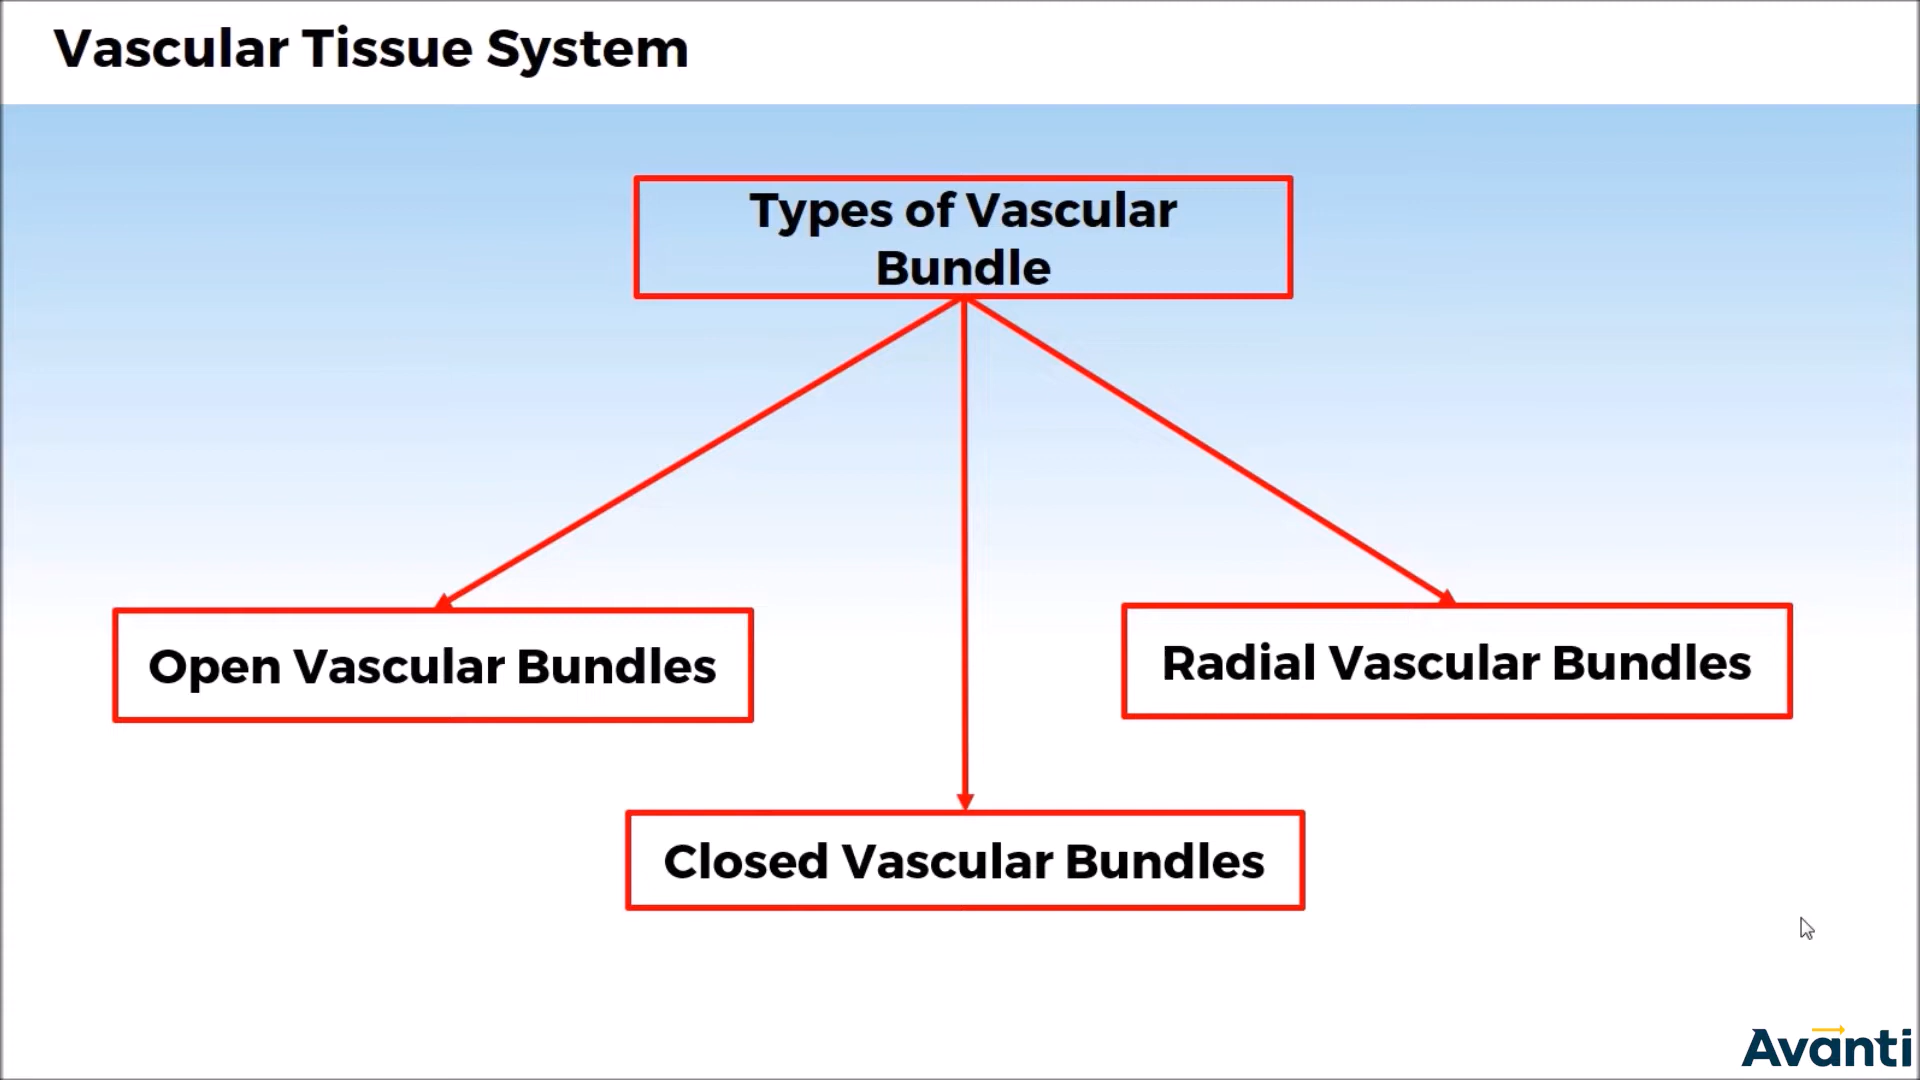 Vascular Tissue System
Types of Vascular
Bundle
Open Vascular Bundles
Radial Vascular Bundles
Closed Vascular Bundles
Avanti